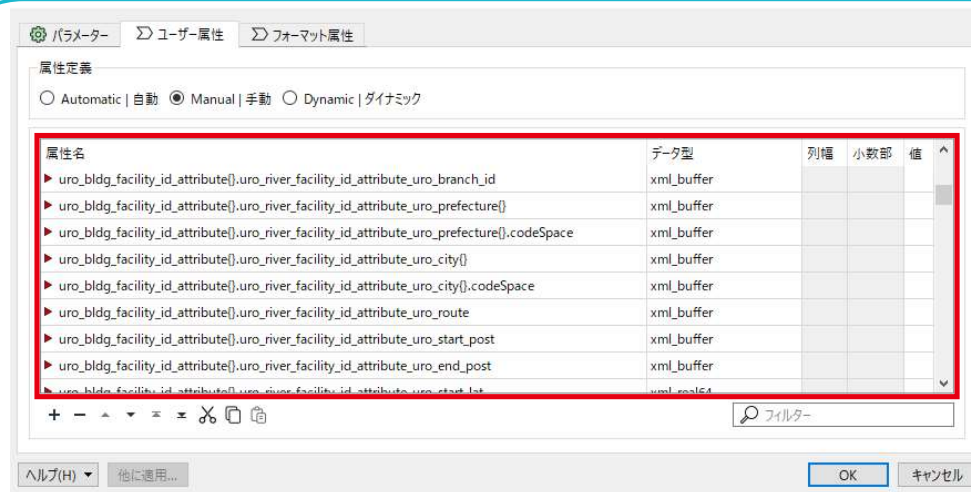 パラメーター ユーザー属性 フォーマット属性
属性定義
Automatic | 自動 Manual | 手動 Dynamic | ダイナミック
属性名 データ型 列幅 小数部 値
uro_bldg_facility_id_attribute{}.uro_river_facility_id_attribute_uro_branch_id xml_buffer
uro_bldg_facility_id_attribute{}.uro_river_facility_id_attribute_uro_prefecture{} xml_buffer
uro_bldg_facility_id_attribute{}.uro_river_facility_id_attribute_uro_prefecture{}.codeSpace xml_buffer
uro_bldg_facility_id_attribute{}.uro_river_facility_id_attribute_uro_city{} xml_buffer
uro_bldg_facility_id_attribute{}.uro_river_facility_id_attribute_uro_city{}.codeSpace xml_buffer
uro_bldg_facility_id_attribute{}.uro_river_facility_id_attribute_uro_route xml_buffer
uro_bldg_facility_id_attribute{}.uro_river_facility_id_attribute_uro_start_post xml_buffer
uro_bldg_facility_id_attribute{}.uro_river_facility_id_attribute_uro_end_post xml_buffer
uro_bldg_facility_id_attribute{}.uro_river_facility_id_attribute_uro_start_lat xml_real64
フィルター
ヘルプ(H) 他に適用... OK キャンセル